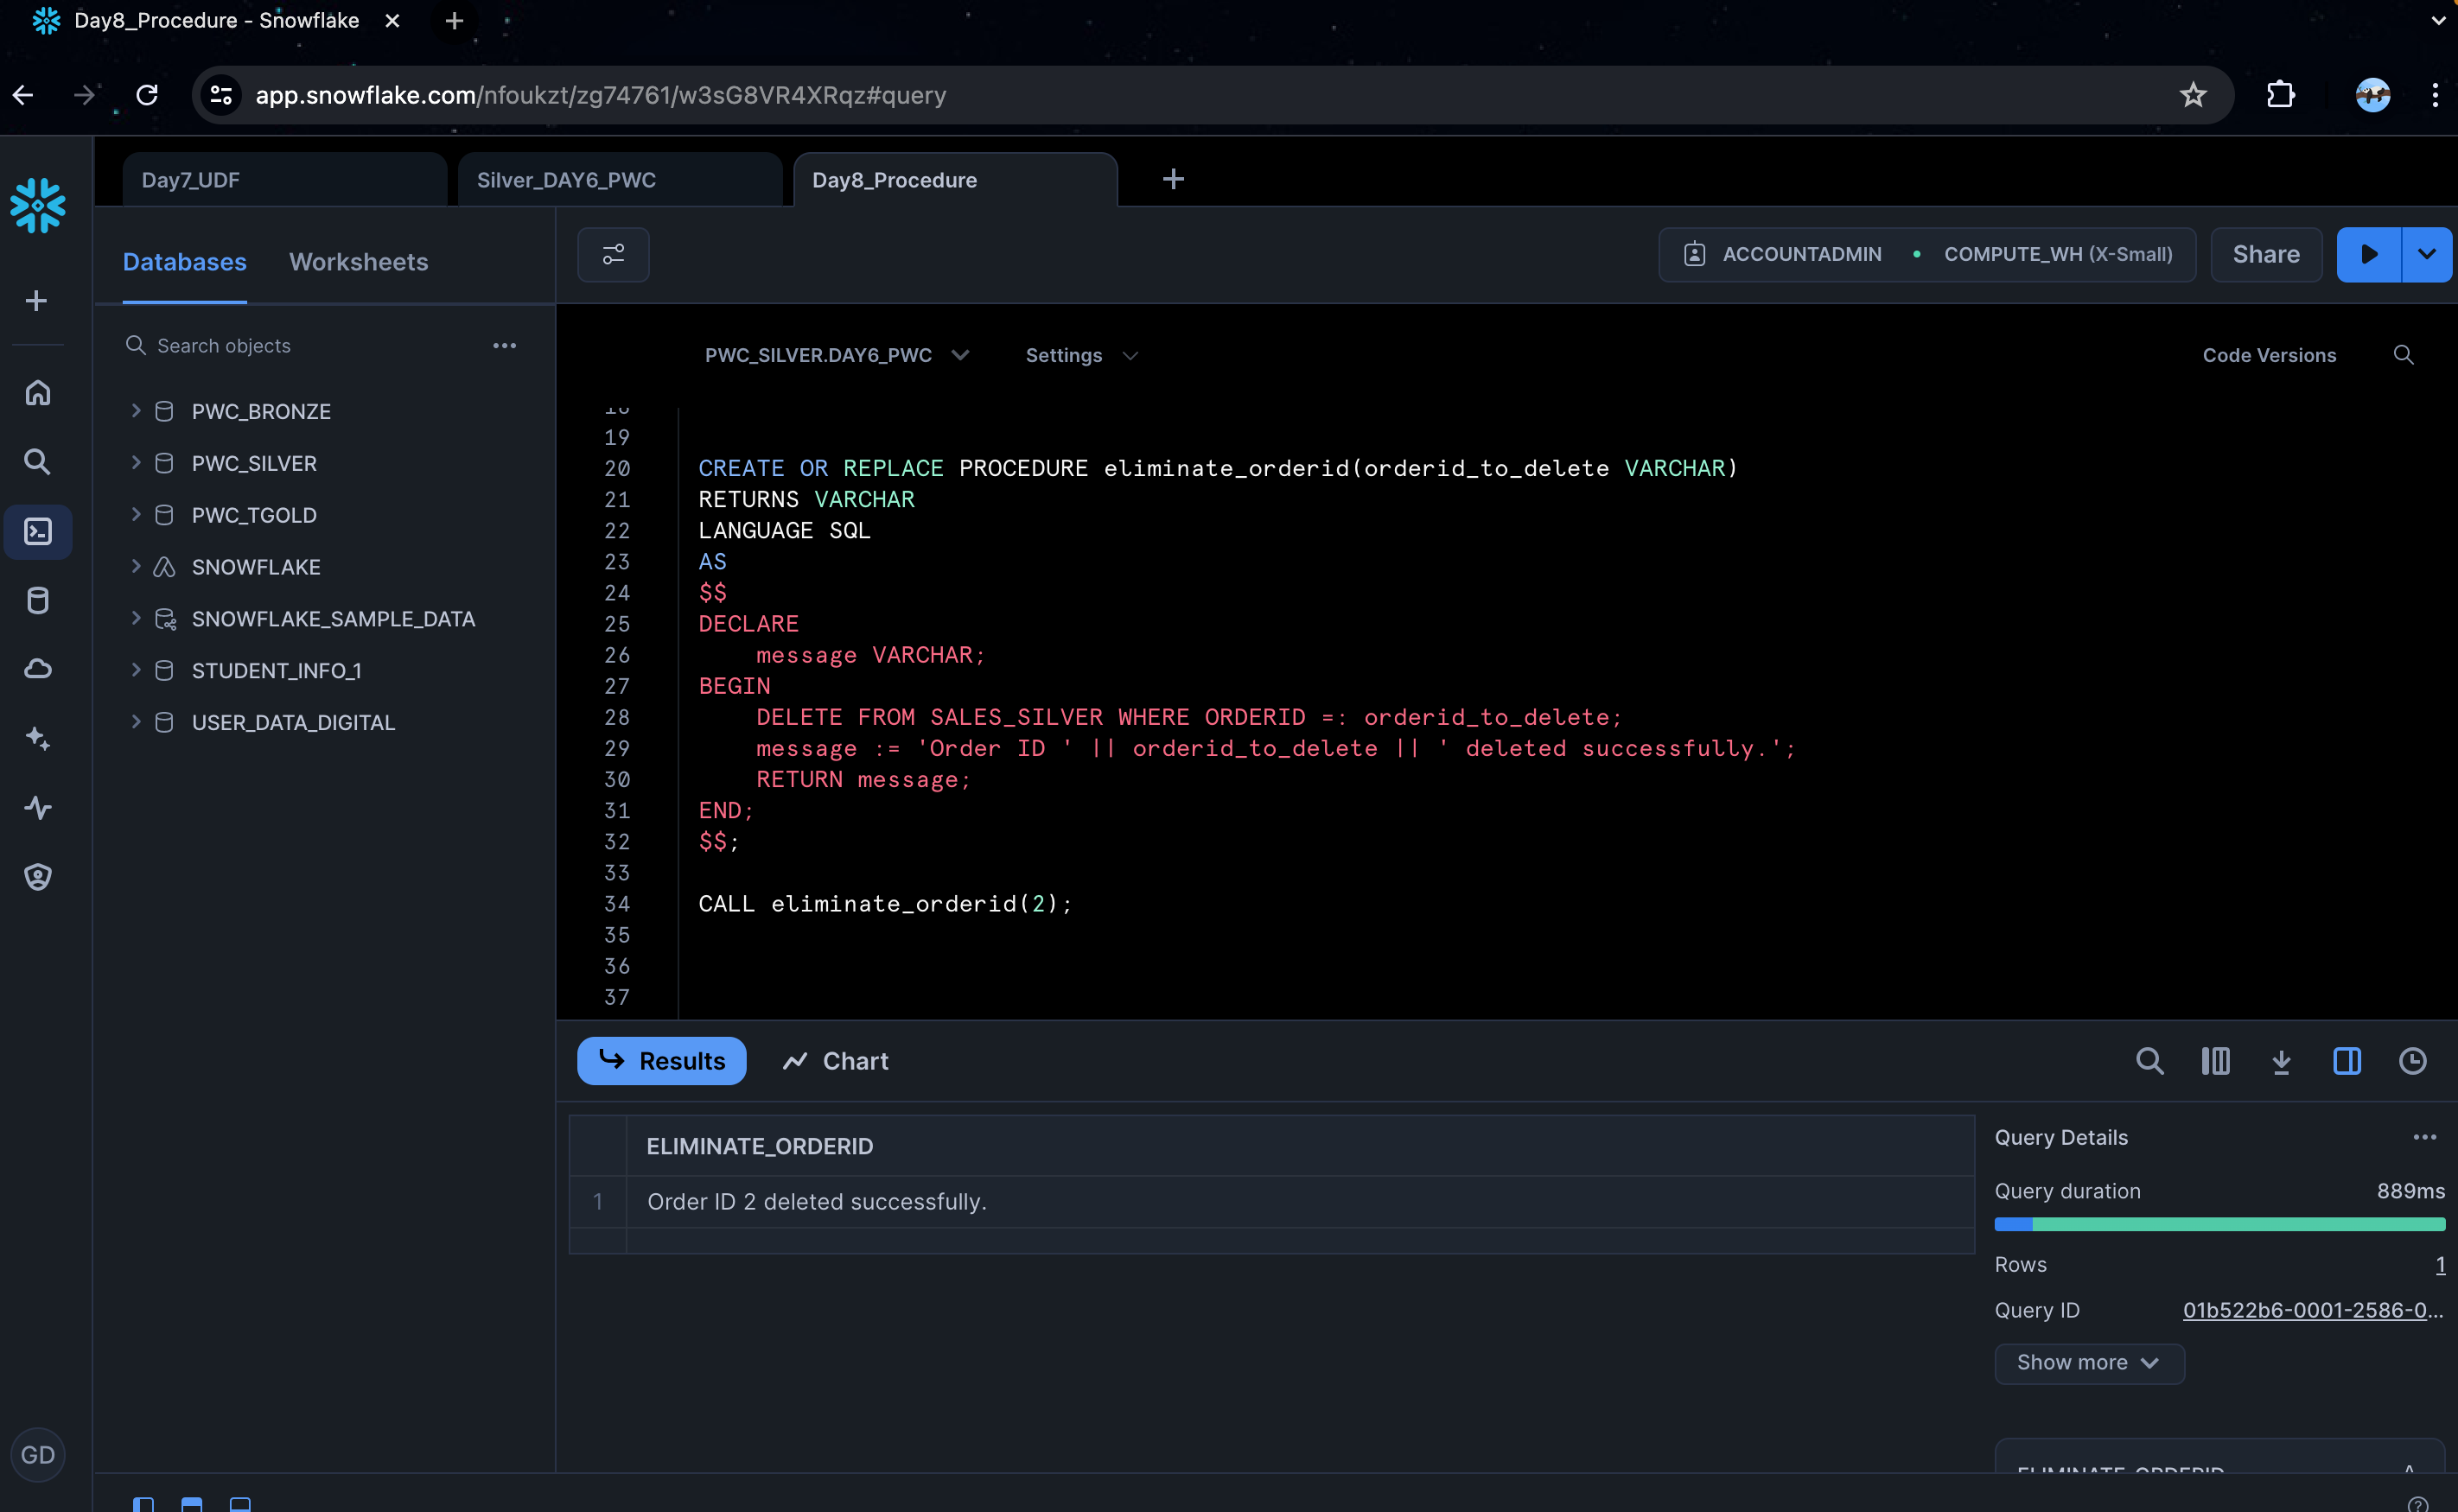 Day8_Procedure - Snowflake
app.snowflake.com/nfoukzt/zg74761/w3sG8VR4XRqz#query
Day7_UDF
Silver_DAY6_PWC
Day8_Procedure
Databases
Worksheets
ACCOUNTADMIN
COMPUTE_WH (X-Small)
Share
Search objects
PWC_BRONZE
PWC_SILVER
PWC_TGOLD
SNOWFLAKE
SNOWFLAKE_SAMPLE_DATA
STUDENT_INFO_1
USER_DATA_DIGITAL
PWC_SILVER.DAY6_PWC
Settings
Code Versions
18
19
20 CREATE OR REPLACE PROCEDURE eliminate_orderid(orderid_to_delete VARCHAR)
21 RETURNS VARCHAR
22 LANGUAGE SQL
23 AS
24 $$
25 DECLARE
26 message VARCHAR;
27 BEGIN
28 DELETE FROM SALES_SILVER WHERE ORDERID =: orderid_to_delete;
29 message := 'Order ID ' || orderid_to_delete || ' deleted successfully.';
30 RETURN message;
31 END;
32 $$;
33
34 CALL eliminate_orderid(2);
35
36
37
Results
Chart
ELIMINATE_ORDERID
1 Order ID 2 deleted successfully.
Query Details
Query duration 889ms
Rows 1
Query ID 01b522b6-0001-2586-0...
Show more
ELIMINATE_ORDERID A
GD